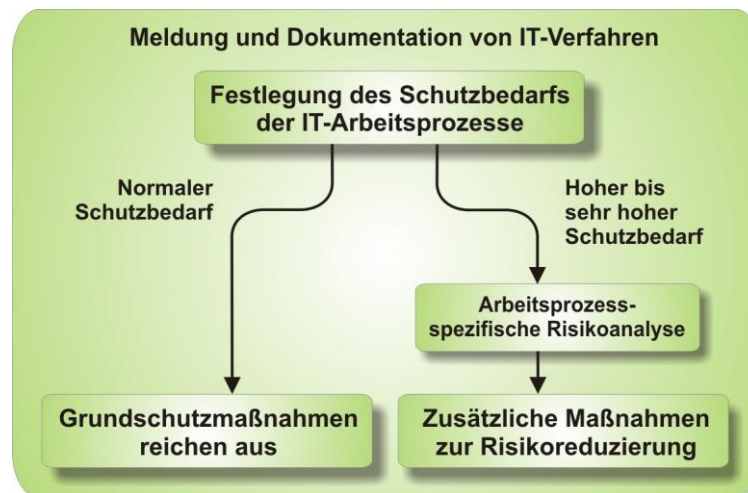 Meldung und Dokumentation von IT-Verfahren
Festlegung des Schutzbedarfs
der IT-Arbeitsprozesse
Normaler
Schutzbedarf
Hoher bis
sehr hoher
Schutzbedarf
Arbeitsprozess-
spezifische Risikoanalyse
Grundschutzmaßnahmen
reichen aus
Zusätzliche Maßnahmen
zur Risikoreduzierung